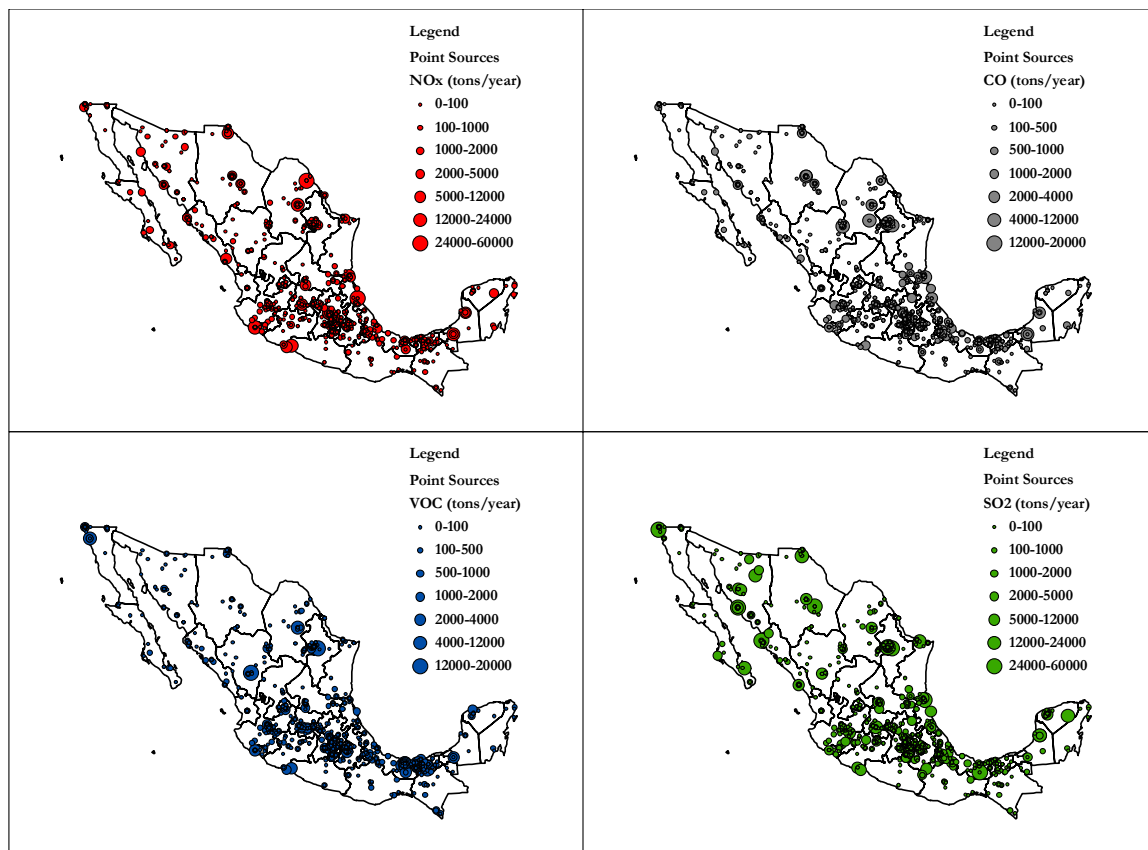 Legend
Point Sources
NOx (tons/year)
0-100
100-1000
1000-2000
2000-5000
5000-12000
12000-24000
24000-60000
Legend
Point Sources
CO (tons/year)
0-100
100-500
500-1000
1000-2000
2000-4000
4000-12000
12000-20000
Legend
Point Sources
VOC (tons/year)
0-100
100-500
500-1000
1000-2000
2000-4000
4000-12000
12000-20000
Legend
Point Sources
SO2 (tons/year)
0-100
100-1000
1000-2000
2000-5000
5000-12000
12000-24000
24000-60000